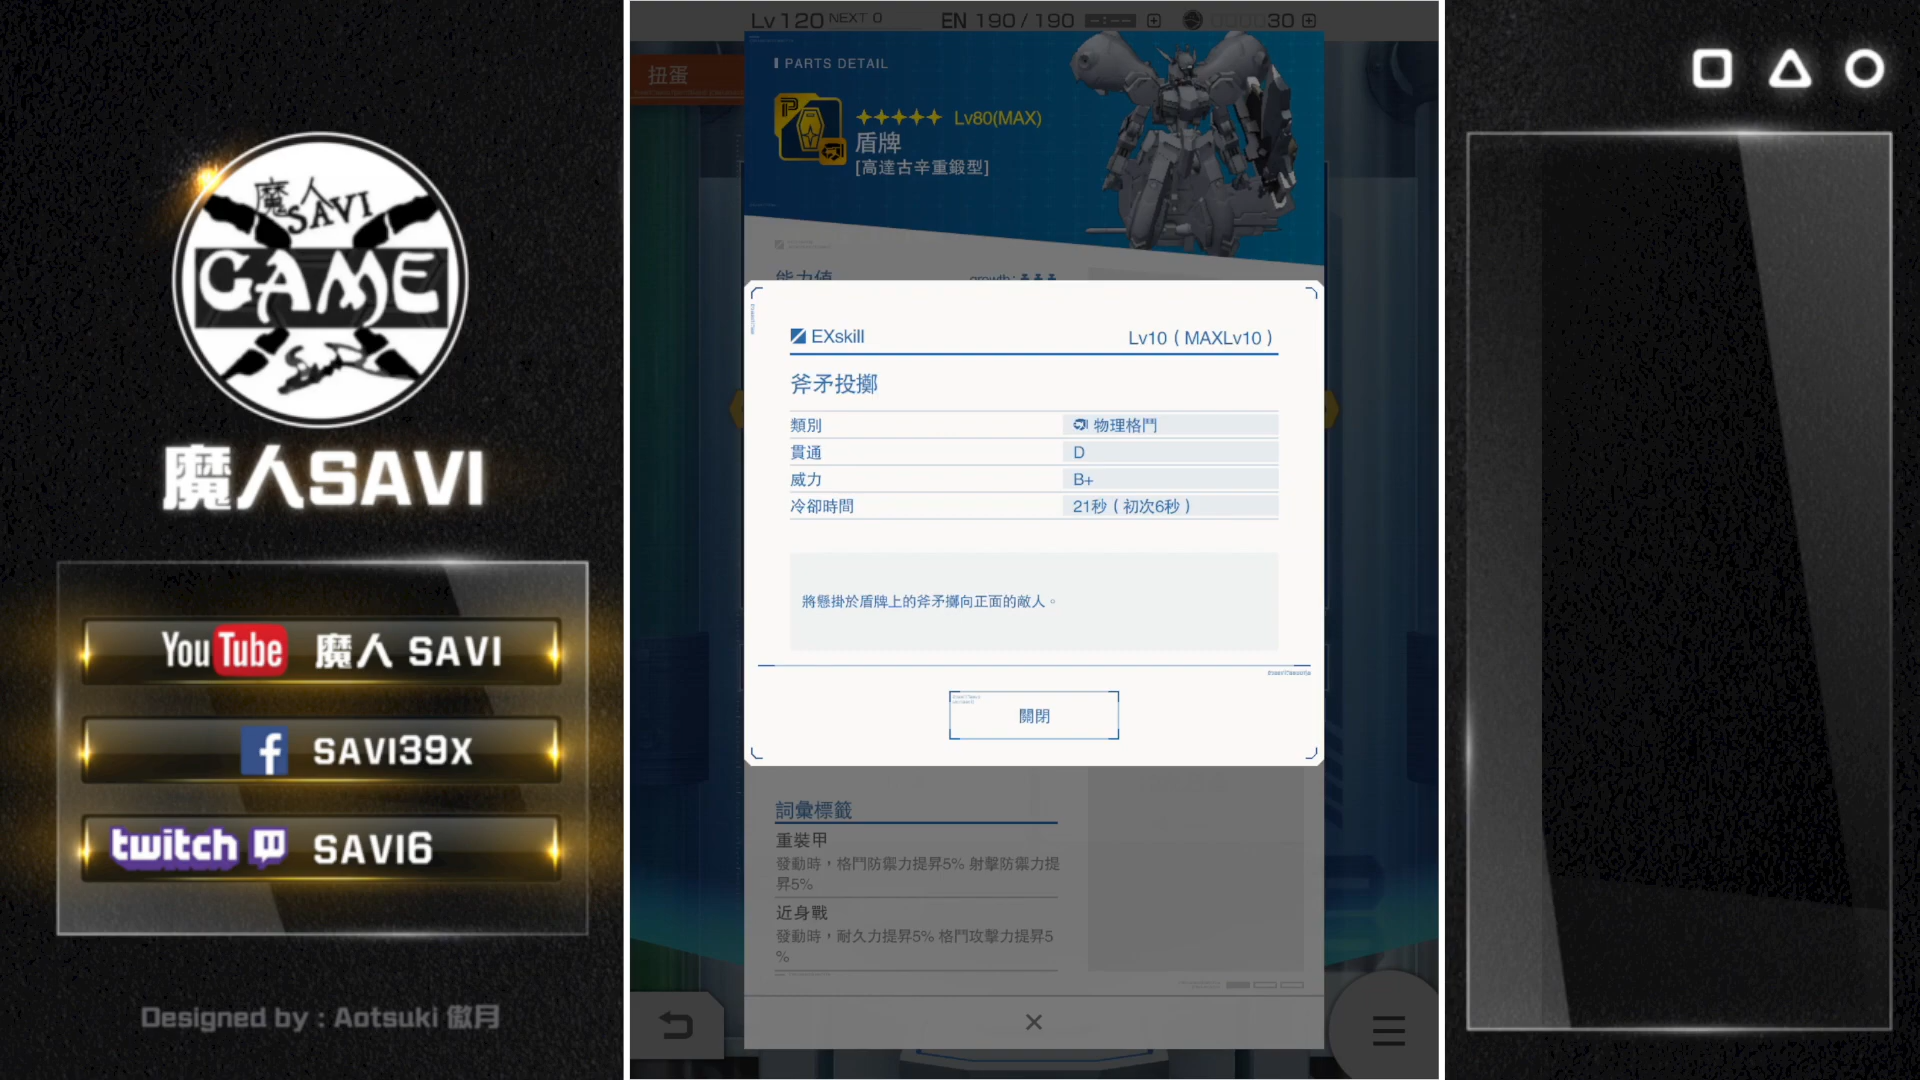 魔人
SAVI
GAME
魔人SAVI
YouTube 魔人 SAVI
SAVI39X
twitch SAVI6
Designed by : Aotsuki 傲月
Lv 120 NEXT 0 EN 190 / 190 30
扭蛋
PARTS DETAIL
Lv80(MAX)
盾牌
[高達古辛重鍛型]
能力値 growth :
EXskill Lv10 ( MAXLv10 )
斧矛投擲
類別 物理格鬥
貫通 D
威力 B+
冷卻時間 21秒 ( 初次6秒 )
將懸掛於盾牌上的斧矛擲向正面的敵人。
關閉
詞彙標籤
重裝甲
發動時，格鬥防禦力提昇5% 射擊防禦力提
昇5%
近身戰
發動時，耐久力提昇5% 格鬥攻擊力提昇5
%